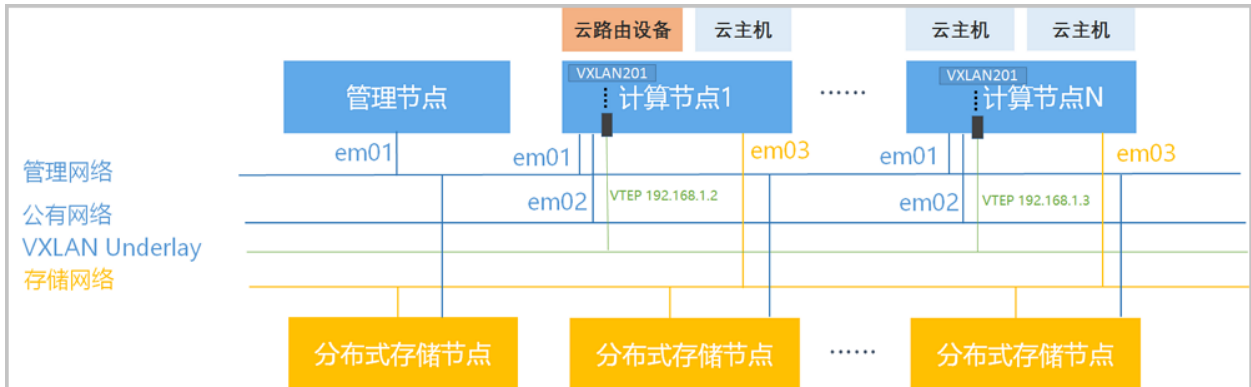 云路由设备
云主机
云主机
云主机
管理节点
VXLAN201
计算节点1
......
VXLAN201
计算节点N
em01
em01
em03
em01
em03
管理网络
em02
VTEP 192.168.1.2
em02
VTEP 192.168.1.3
公有网络
VXLAN Underlay
存储网络
分布式存储节点
分布式存储节点
......
分布式存储节点